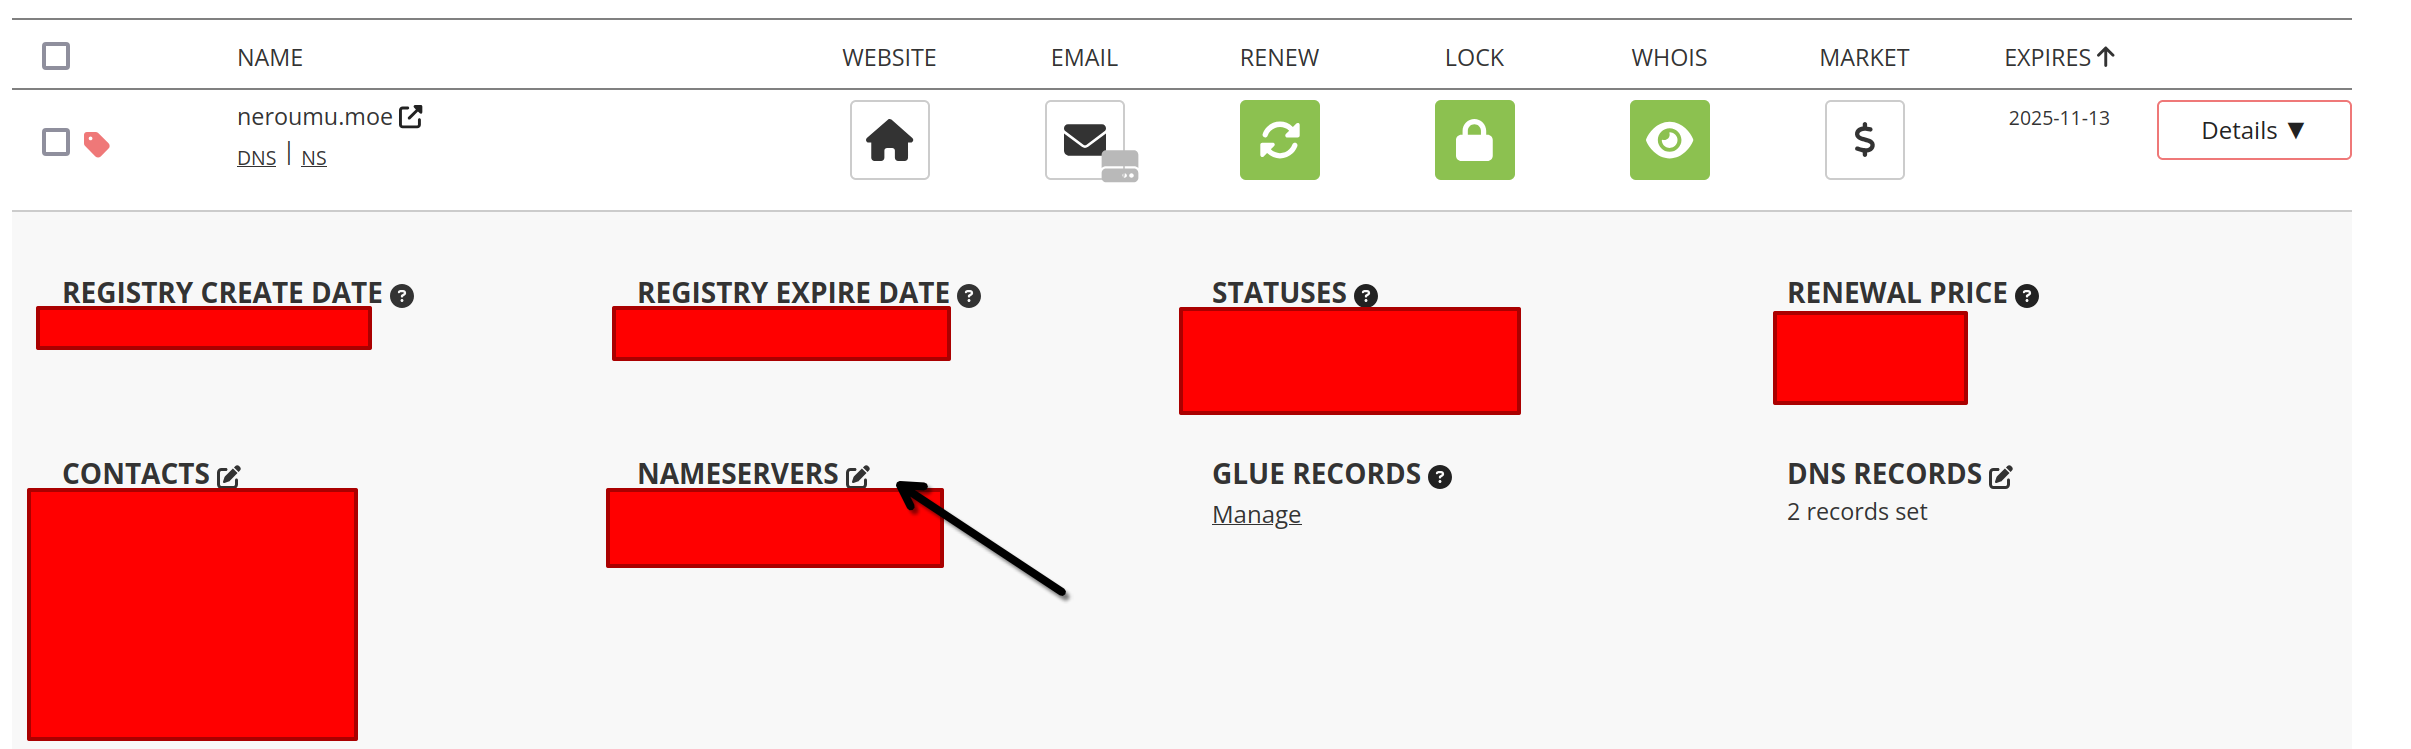 NAME WEBSITE EMAIL RENEW LOCK WHOIS MARKET EXPIRES
neroumu.moe 2025-11-13 Details ▼
DNS | NS
REGISTRY CREATE DATE REGISTRY EXPIRE DATE STATUSES RENEWAL PRICE
CONTACTS NAMESERVERS GLUE RECORDS DNS RECORDS
Manage 2 records set